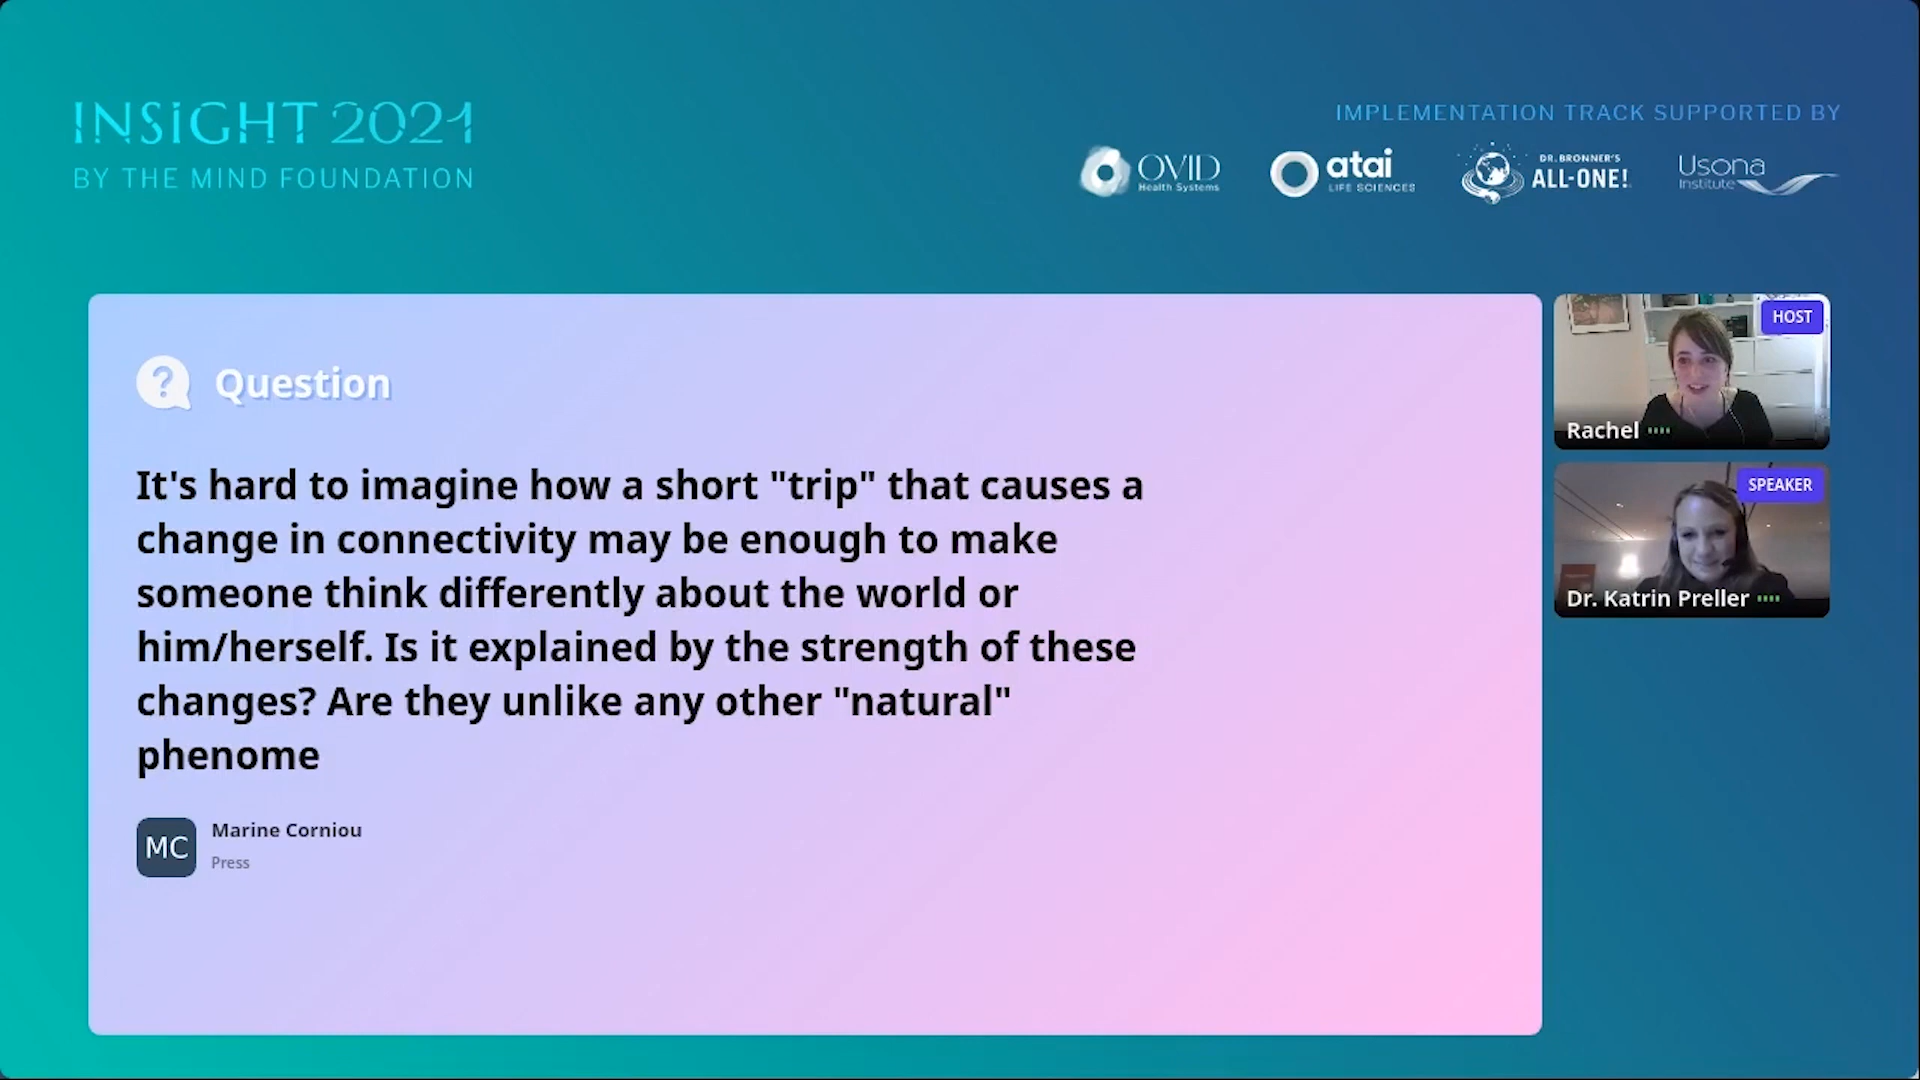 INSiGHT 2021
BY THE MIND FOUNDATION
IMPLEMENTATION TRACK SUPPORTED BY
OVID
Health Systems
atai
LIFE SCIENCES
DR. BRONNER'S
ALL-ONE!
Usona
Institute
Question
It's hard to imagine how a short "trip" that causes a
change in connectivity may be enough to make
someone think differently about the world or
him/herself. Is it explained by the strength of these
changes? Are they unlike any other "natural"
phenome
MC
Marine Corniou
Press
HOST
Rachel
SPEAKER
Dr. Katrin Preller